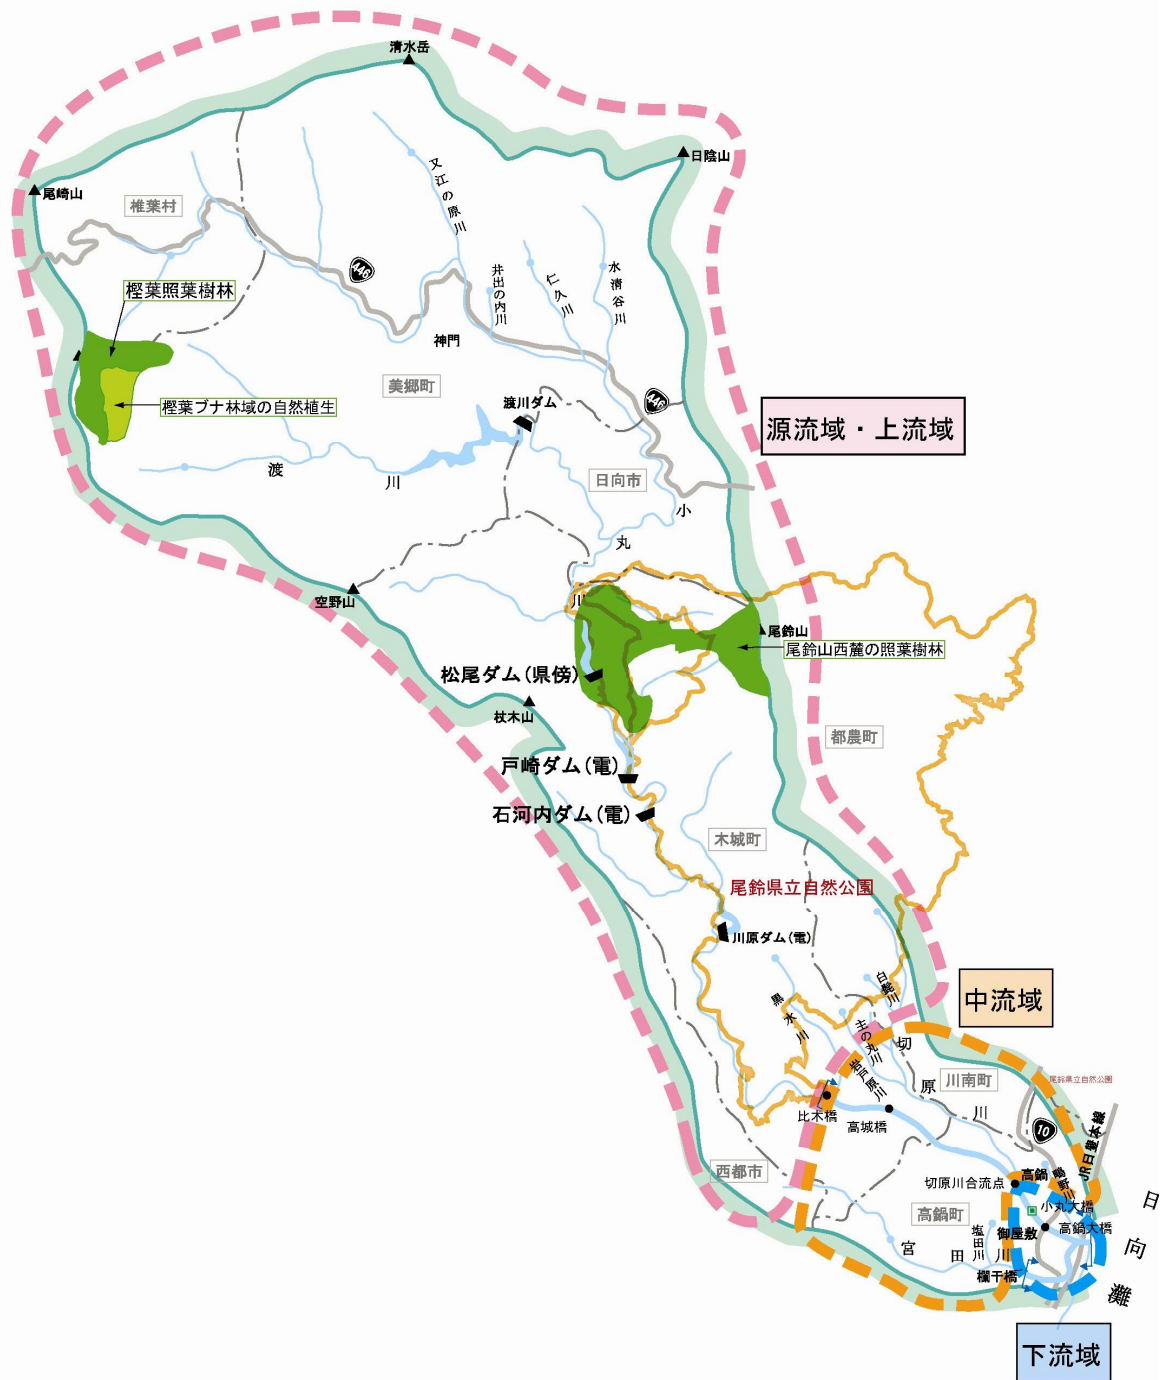 清水岳
日陰山
尾崎山
椎葉村
又江の原川
樫葉照葉樹林
446
井出の内川
仁久川
水清谷川
神門
美郷町
樫葉ブナ林域の自然植生
渡川ダム
446
源流域・上流域
渡川
日向市
小丸川
空野山
尾鈴山
尾鈴山西麓の照葉樹林
松尾ダム(県傍)
杖木山
都農町
戸崎ダム(電)
石河内ダム(電)
木城町
尾鈴県立自然公園
川原ダム(電)
白髭川
中流域
黒水川
主の丸川
切原川
岩戸原川
川南町
尾鈴県立自然公園
比木橋
高城橋
10
JR日豊本線
西都市
切原川合流点
高鍋
鴨野川
高鍋町
小丸大橋
御屋敷
高鍋大橋
塩田川
宮田川
欄干橋
日向灘
下流域